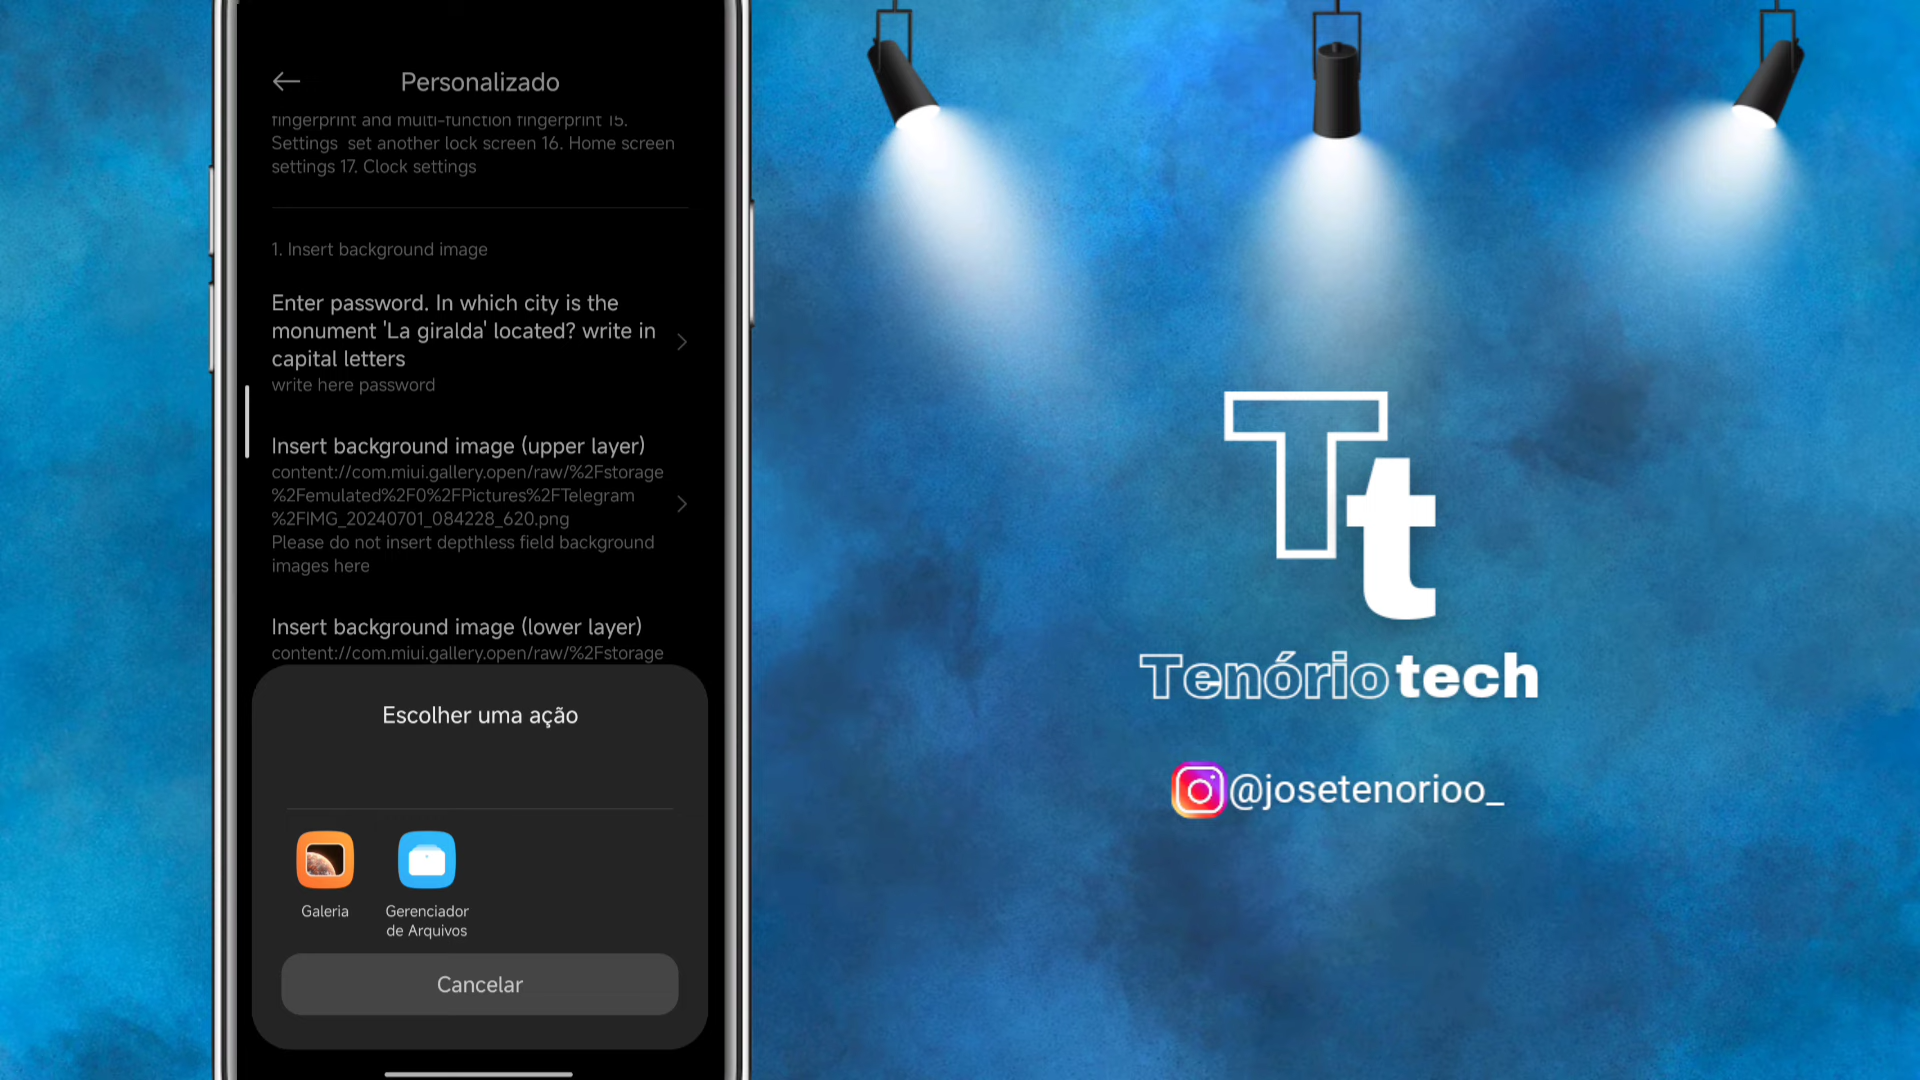 Personalizado
fingerprint and multi-function fingerprint 15.
Settings set another lock screen 16. Home screen
settings 17. Clock settings
1. Insert background image
Enter password. In which city is the
monument 'La giralda' located? write in
capital letters
write here password
Insert background image (upper layer)
content://com.miui.gallery.open/raw/%2Fstorage
%2Femulated%2F0%2FPictures%2FTelegram
%2FIMG_20240701_084228_620.png
Please do not insert depthless field background
images here
Insert background image (lower layer)
content://com.miui.gallery.open/raw/%2Fstorage
Escolher uma ação
Galeria
Gerenciador
de Arquivos
Cancelar
Tt
Tenório tech
@josetenorioo_